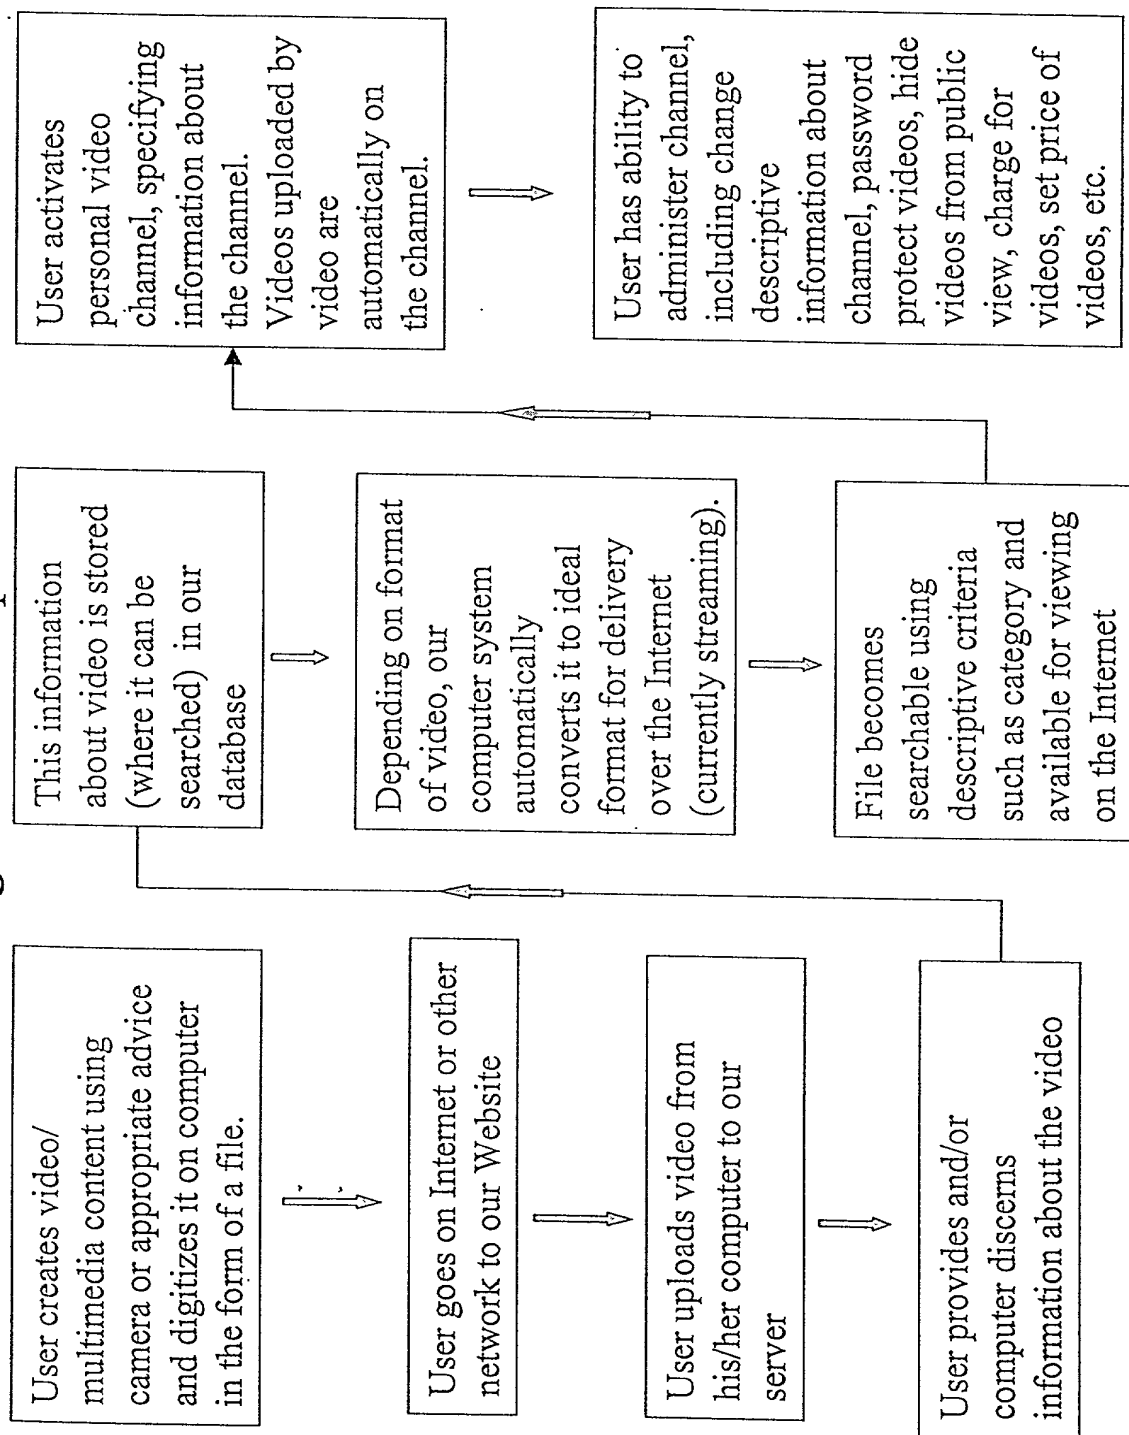 User creates video/
multimedia content using
camera or appropriate advice
and digitizes it on computer
in the form of a file.
User goes on Internet or other
network to our Website
User uploads video from
his/her computer to our
server
User provides and/or
computer discerns
information about the video
This information
about video is stored
(where it can be
searched) in our
database
Depending on format
of video, our
computer system
automatically
converts it to ideal
format for delivery
over the Internet
(currently streaming).
File becomes
searchable using
descriptive criteria
such as category and
available for viewing
on the Internet
User activates
personal video
channel, specifying
information about
the channel.
Videos uploaded by
video are
automatically on
the channel.
User has ability to
administer channel,
including change
descriptive
information about
channel, password
protect videos, hide
videos from public
view, charge for
videos, set price of
videos, etc.